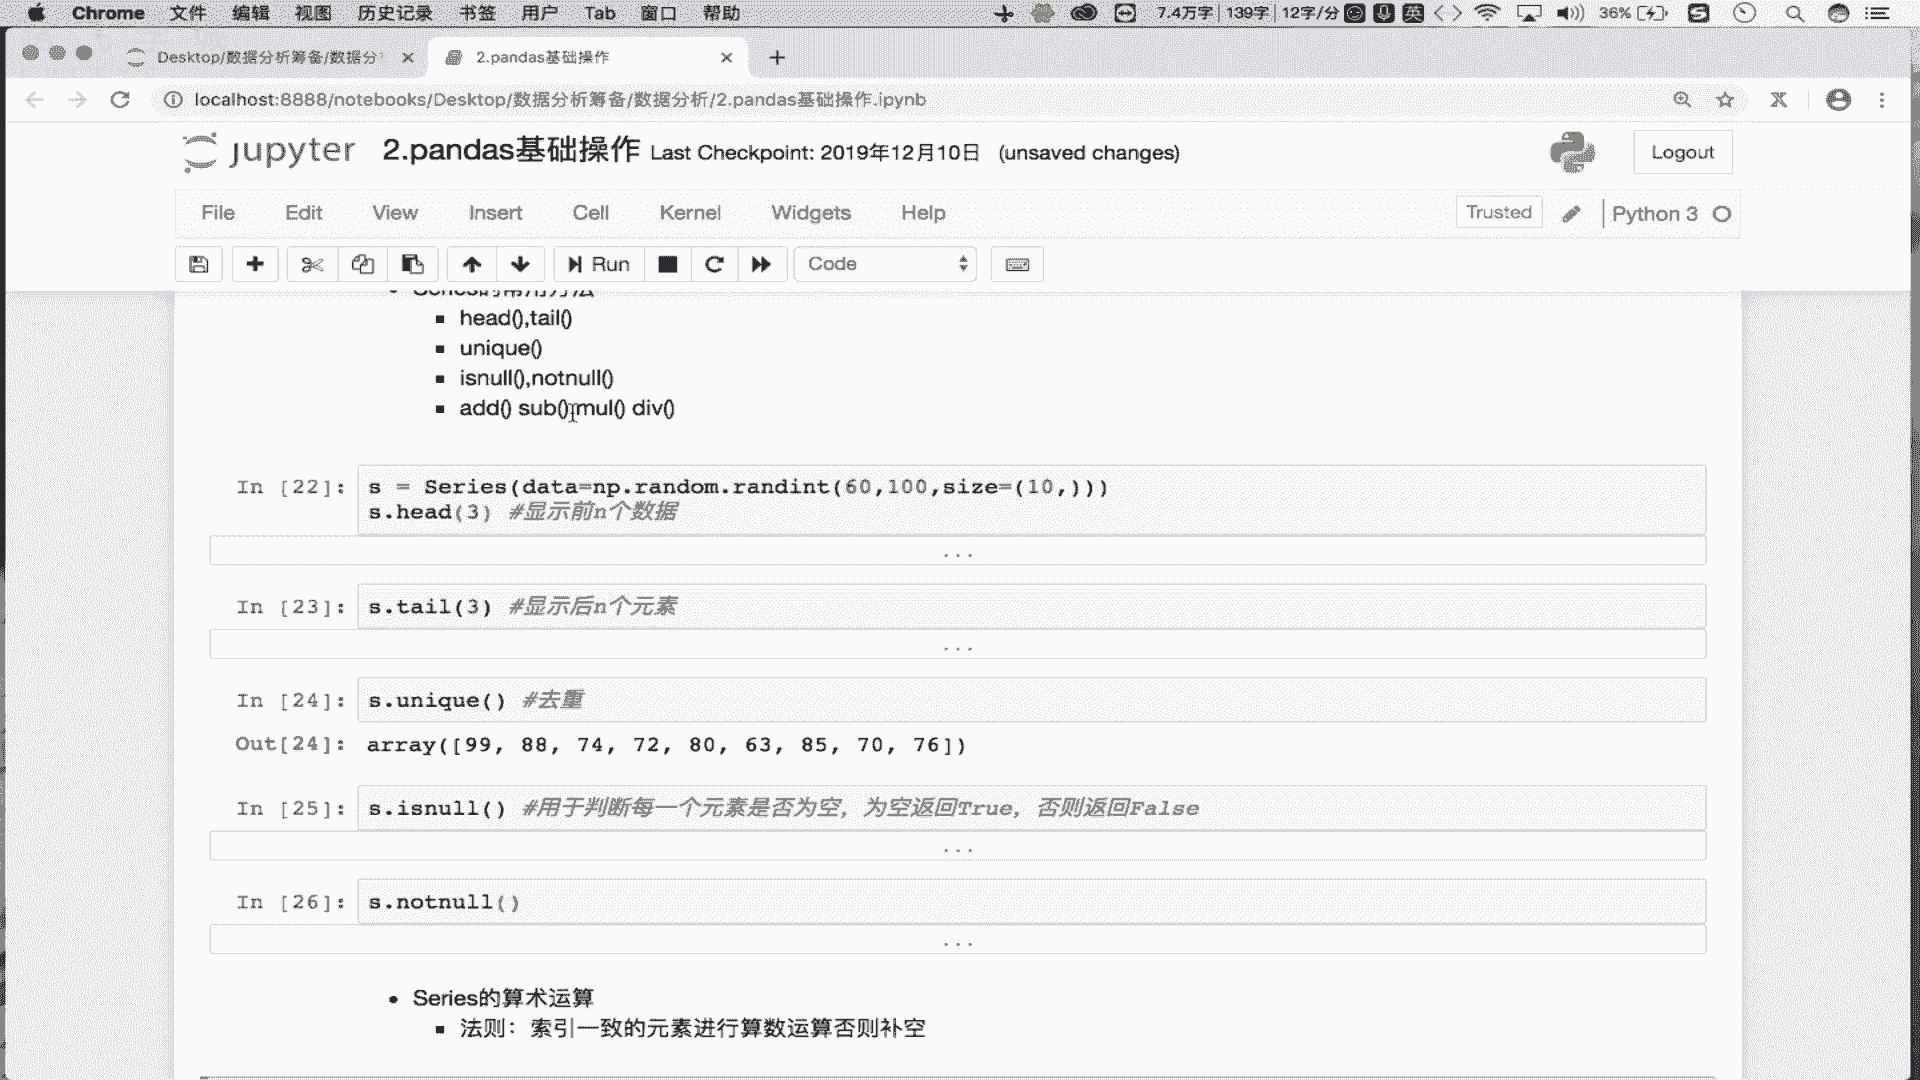 Chrome 文件 编辑 视图 历史记录 书签 用户 Tab 窗口 帮助 7.4万字 139字 12字/分 英 36%
Desktop/数据分析筹备/数据分 2.pandas基础操作
localhost:8888/notebooks/Desktop/数据分析筹备/数据分析/2.pandas基础操作.ipynb
jupyter 2.pandas基础操作 Last Checkpoint: 2019年12月10日 (unsaved changes) Logout
File Edit View Insert Cell Kernel Widgets Help Trusted Python 3
Run Code
Series的常用方法
head(),tail()
unique()
isnull(),notnull()
add() sub() mul() div()
In [22]: s = Series(data=np.random.randint(60,100,size=(10,)))
s.head(3) #显示前n个数据
...
In [23]: s.tail(3) #显示后n个元素
...
In [24]: s.unique() #去重
Out[24]: array([99, 88, 74, 72, 80, 63, 85, 70, 76])
In [25]: s.isnull() #用于判断每一个元素是否为空，为空返回True，否则返回False
...
In [26]: s.notnull()
...
Series的算术运算
法则：索引一致的元素进行算数运算否则补空